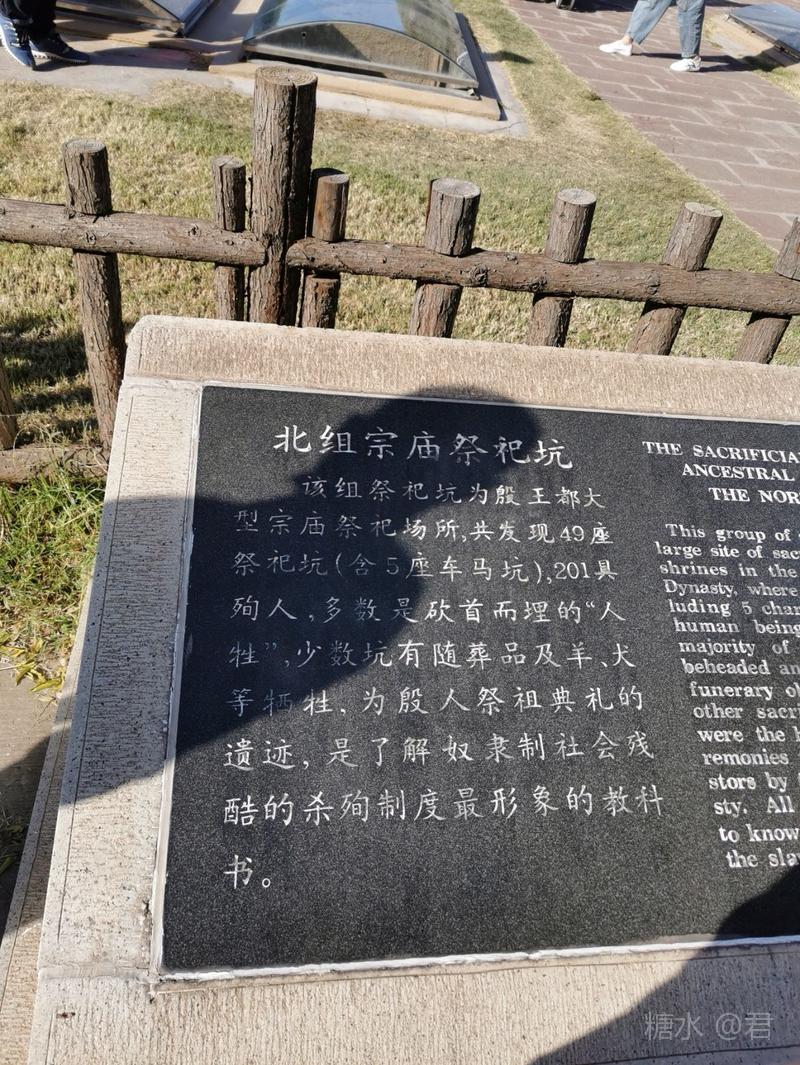 北组宗庙祭祀坑
该组祭祀坑为殷王都大
型宗庙祭祀场所,共发现49座
祭祀坑(含5座车马坑),201具
殉人,多数是砍首而埋的“人
牲”,少数坑有随葬品及羊、犬
等牺牲,为殷人祭祖典礼的
遗迹,是了解奴隶制社会残
酷的杀殉制度最形象的教科
书。
THE SACRIFICIA
ANCESTRAL
THE NOR
This group of
large site of sac
shrines in the
Dynasty, where
luding 5 char
human being
majority of
beheaded an
funerary ob
other sacri
were the
remonies
stors by
sty. All
to know
the slav
糖水 @君